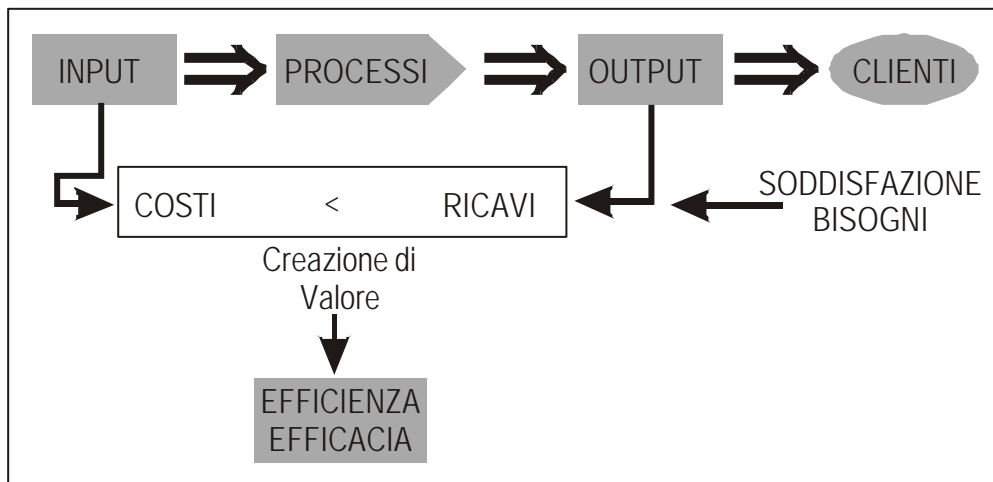 INPUT
PROCESSI
OUTPUT
CLIENTI
COSTI < RICAVI
SODDISFAZIONE
BISOGNI
Creazione di
Valore
EFFICIENZA
EFFICACIA